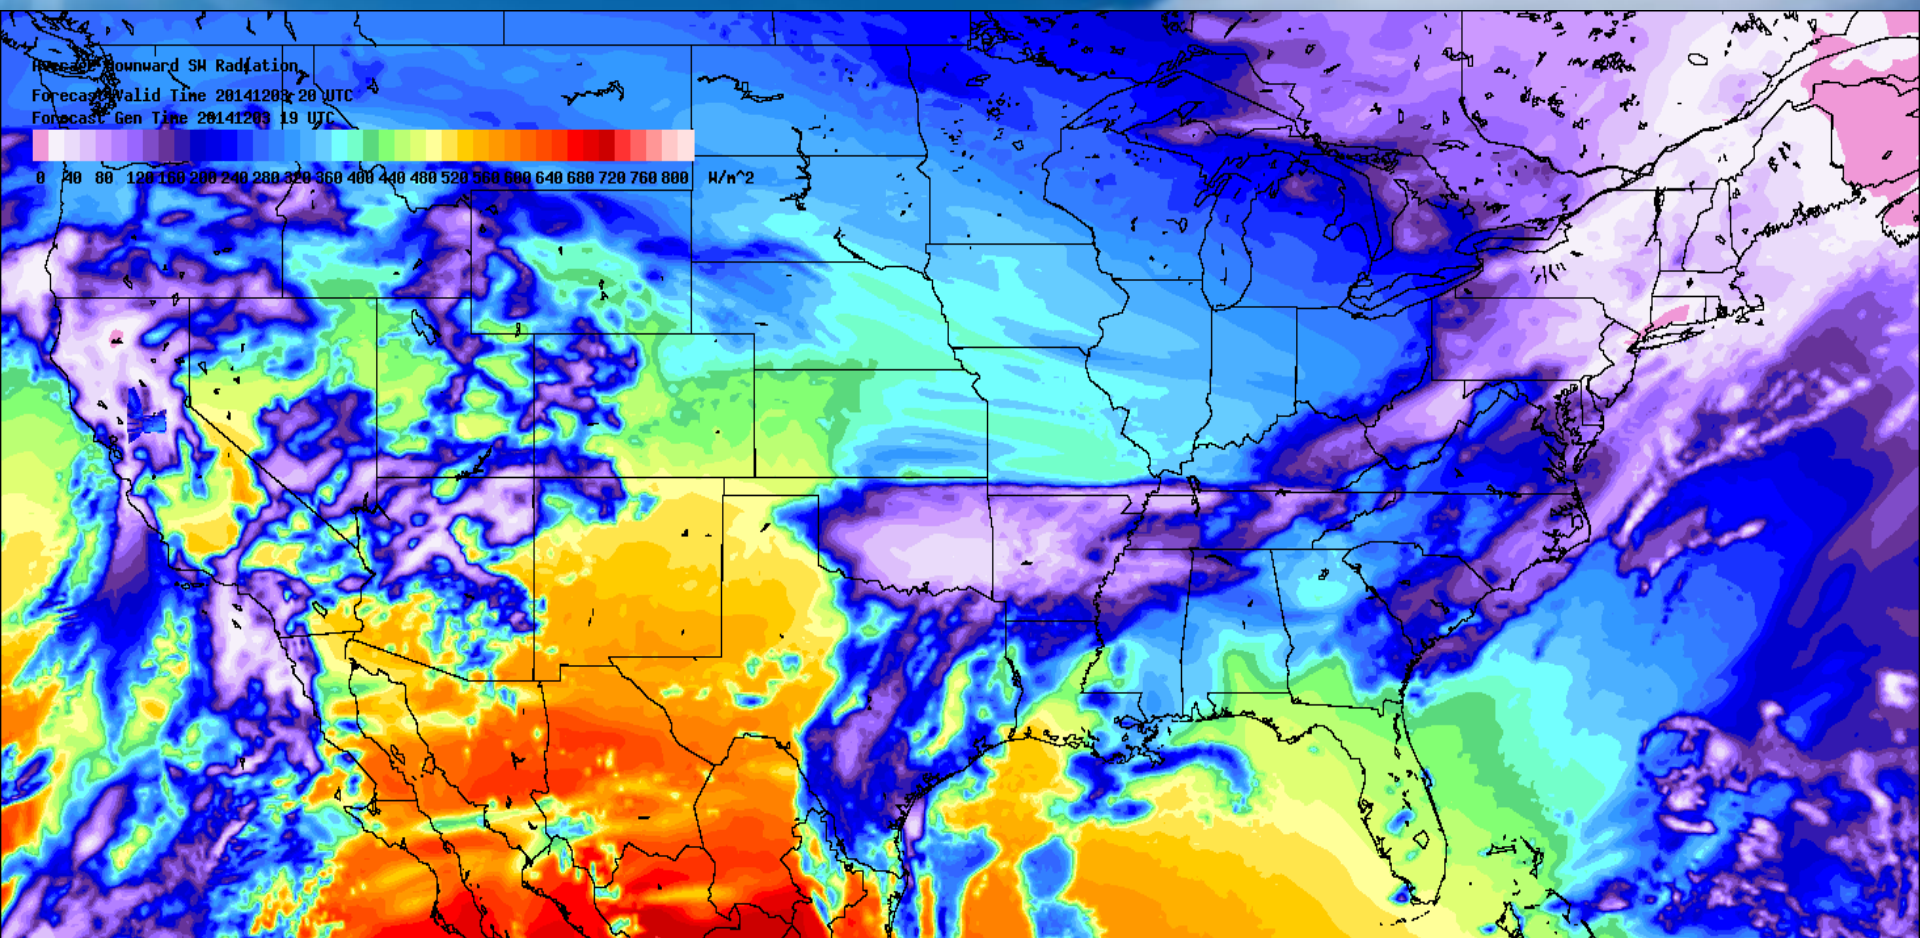 Average Downward SW Radiation
Forecast Valid Time 20141203 20 UTC
Forecast Gen Time 20141203 19 UTC
0 40 80 120 160 200 240 280 320 360 400 440 480 520 560 600 640 680 720 760 800 W/m^2